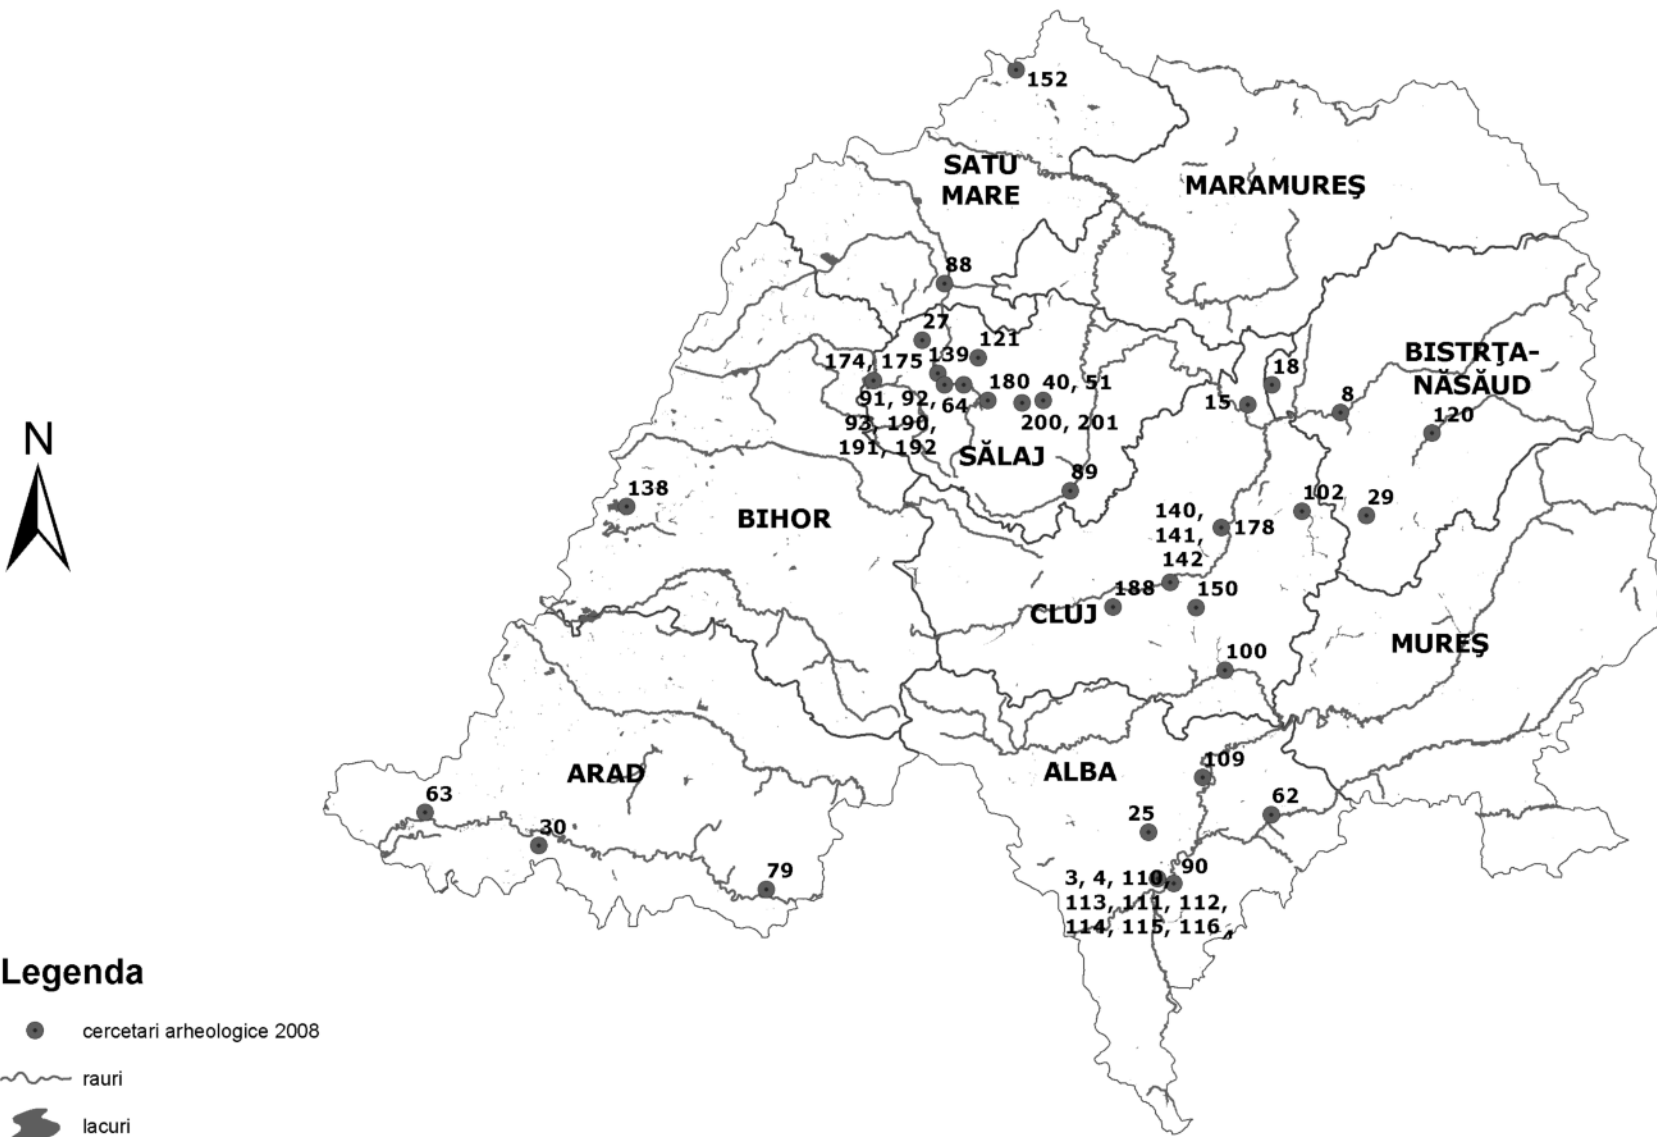 152
SATU
MARE
MARAMUREŞ
88
27
121
174, 175
139
BISTRŢA-
NĂSĂUD
18
8
91, 92,
64
180
40, 51
15
120
93, 190,
200, 201
191, 192
SĂLAJ
89
N
138
BIHOR
102
29
140,
141,
178
142
188
150
CLUJ
MUREŞ
100
ARAD
ALBA
109
63
62
30
25
79
90
3, 4, 110,
113, 111, 112,
114, 115, 116,
Legenda
cercetari arheologice 2008
rauri
lacuri